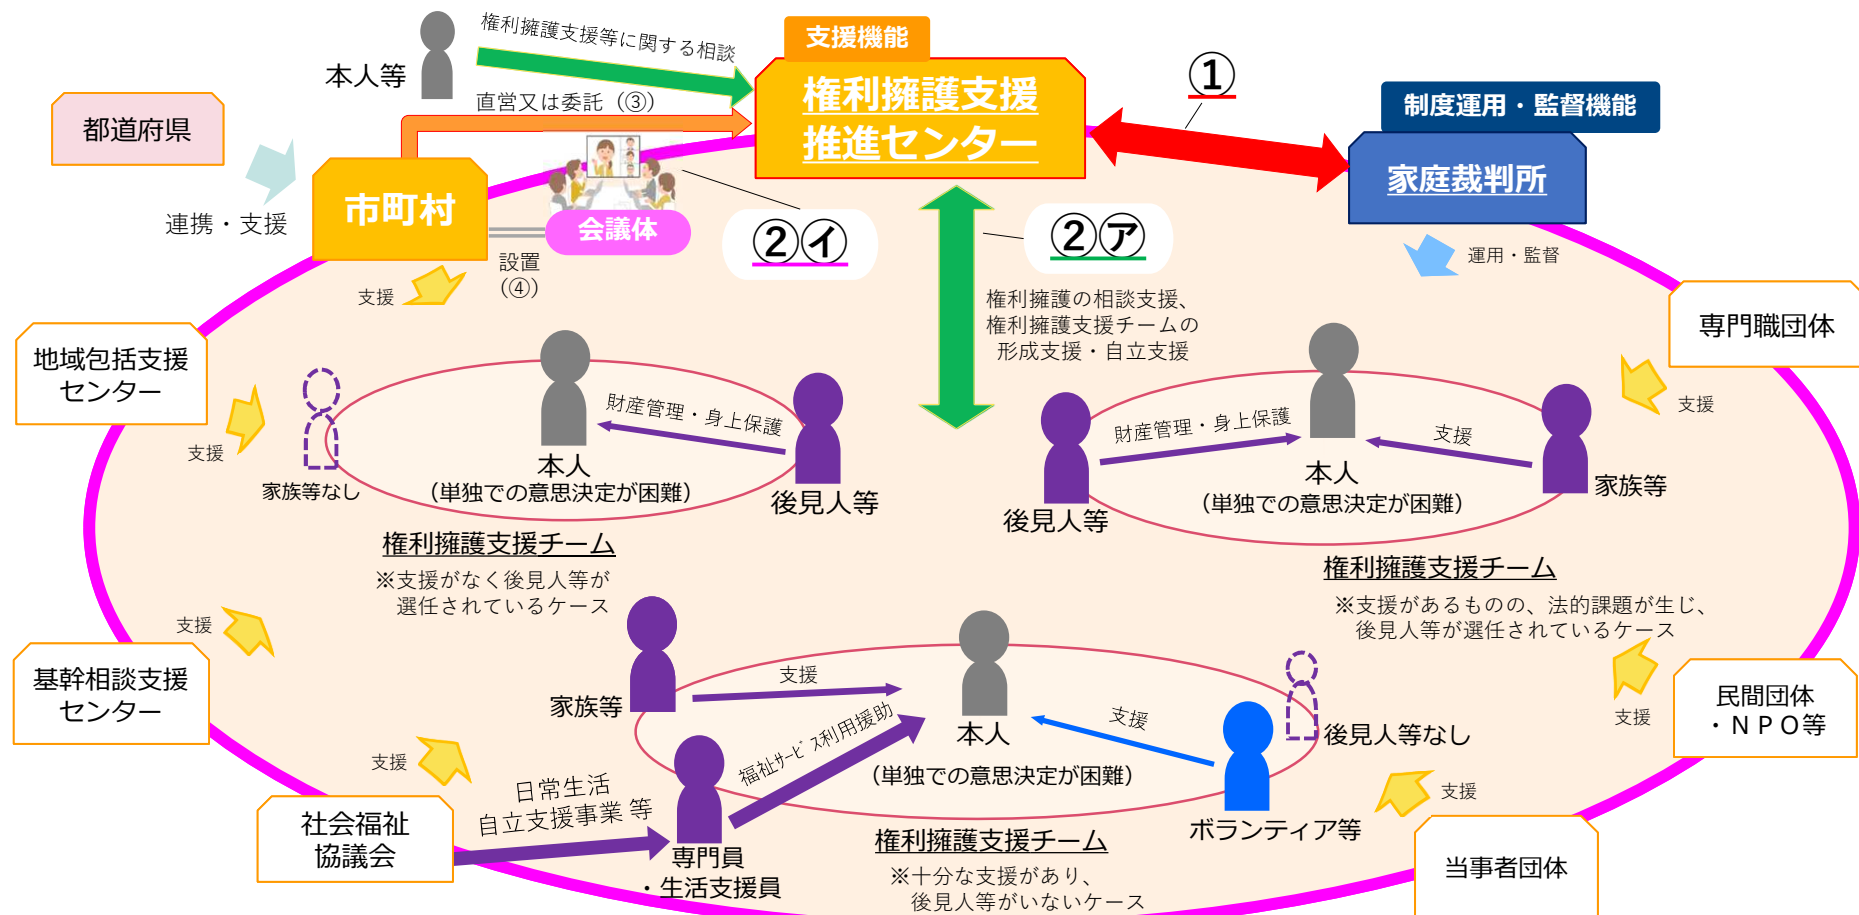 権利擁護支援等に関する相談
本人等
支援機能
権利擁護支援
推進センター
①
制度運用・監督機能
家庭裁判所
都道府県
直営又は委託（③）
連携・支援
市町村
会議体
設置
（④）
②イ
②ア
運用・監督
支援
権利擁護の相談支援、
権利擁護支援チームの
形成支援・自立支援
専門職団体
支援
地域包括支援
センター
支援
家族等なし
財産管理・身上保護
本人
（単独での意思決定が困難）
後見人等
権利擁護支援チーム
※支援がなく後見人等が
選任されているケース
財産管理・身上保護
支援
後見人等
本人
（単独での意思決定が困難）
家族等
権利擁護支援チーム
※支援があるものの、法的課題が生じ、
後見人等が選任されているケース
支援
基幹相談支援
センター
支援
民間団体
・ＮＰＯ等
家族等
支援
福祉ｻｰﾋﾞｽ利用援助
本人
（単独での意思決定が困難）
支援
後見人等なし
ボランティア等
支援
支援
社会福祉
協議会
日常生活
自立支援事業 等
専門員
・生活支援員
権利擁護支援チーム
※十分な支援があり、
後見人等がいないケース
当事者団体